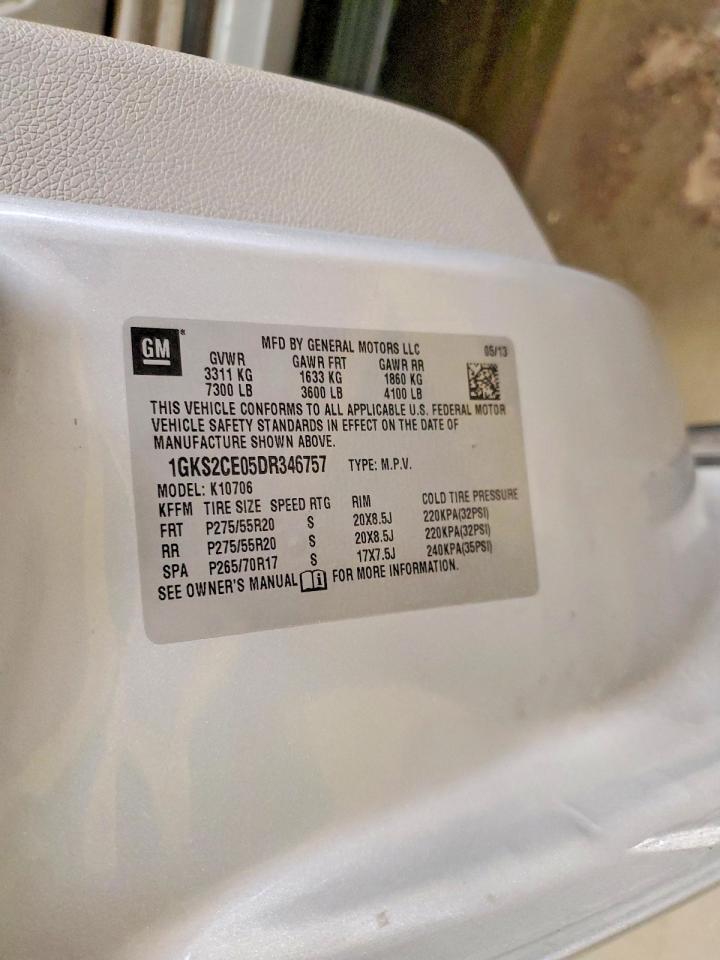 GM
MFD BY GENERAL MOTORS LLC 05/13
GVWR GAWR FRT GAWR RR
3311 KG 1633 KG 1860 KG
7300 LB 3600 LB 4100 LB
THIS VEHICLE CONFORMS TO ALL APPLICABLE U.S. FEDERAL MOTOR
VEHICLE SAFETY STANDARDS IN EFFECT ON THE DATE OF
MANUFACTURE SHOWN ABOVE.
1GKS2CE05DR346757 TYPE: M.P.V.
MODEL: K10706
KFFM TIRE SIZE SPEED RTG RIM COLD TIRE PRESSURE
FRT P275/55R20 S 20X8.5J 220KPA(32PSI)
RR P275/55R20 S 20X8.5J 220KPA(32PSI)
SPA P265/70R17 S 17X7.5J 240KPA(35PSI)
SEE OWNER'S MANUAL FOR MORE INFORMATION.